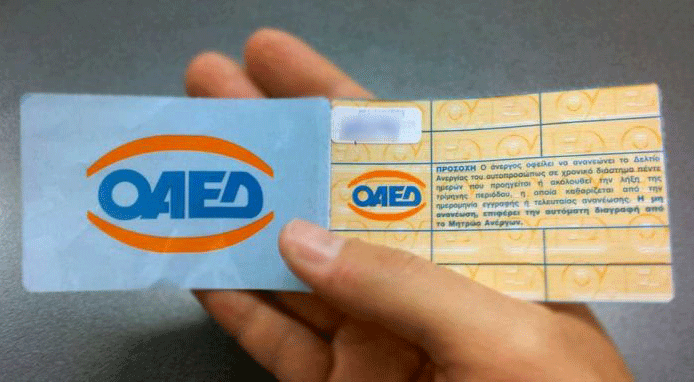 ΟΑΕD
ΟΑΕD
ΠΡΟΣΟΧΗ Ο άνεργος οφείλει να ανανεώνει το Δελτίο
Ανεργίας του αυτοπροσώπως σε χρονικό διάστημα πέντε
ημερών που προηγείται ή ακολουθεί την λήξη της
τρίμηνης περιόδου, η οποία καθορίζεται από την
ημερομηνία εγγραφής ή τελευταίας ανανέωσης. Η μη
ανανέωση, επιφέρει την αυτόματη διαγραφή από
το Μητρώο Ανέργων.